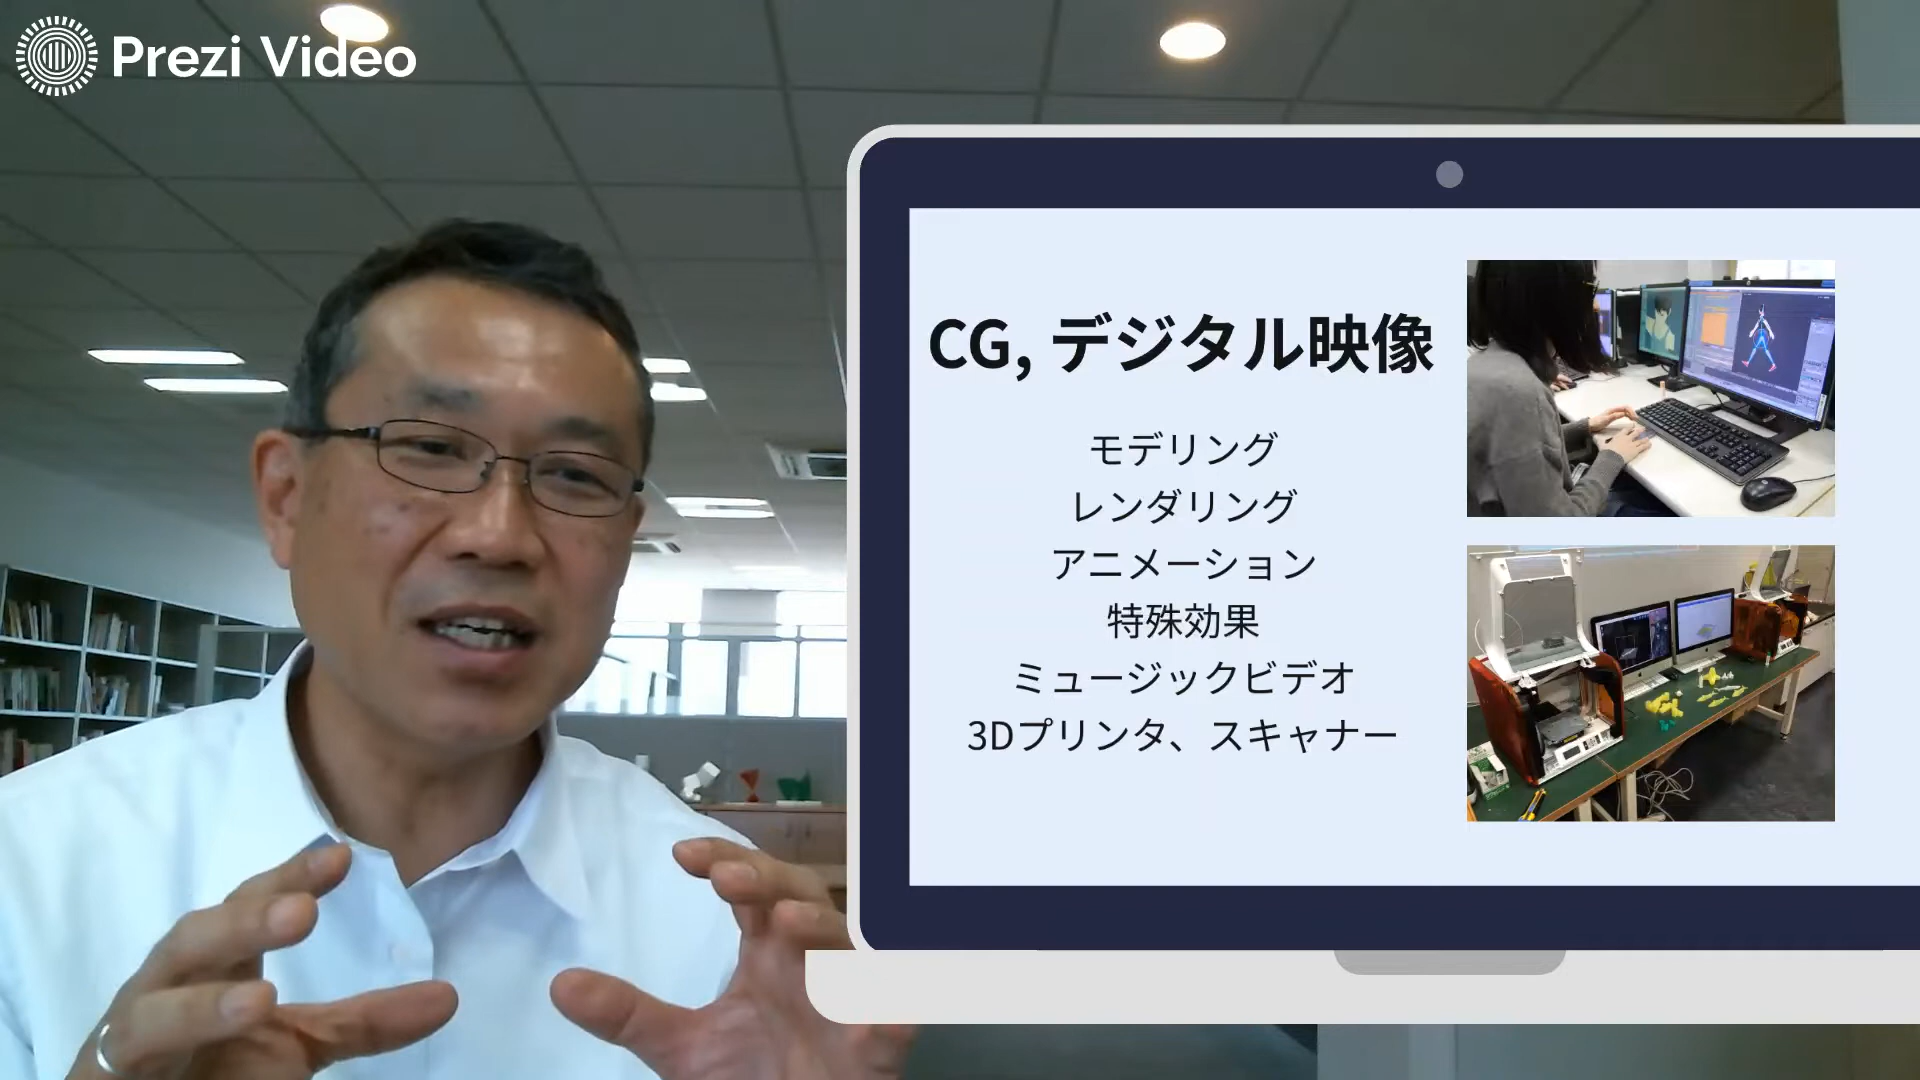 Prezi Video
CG, デジタル映像
モデリング
レンダリング
アニメーション
特殊効果
ミュージックビデオ
3Dプリンタ、スキャナー